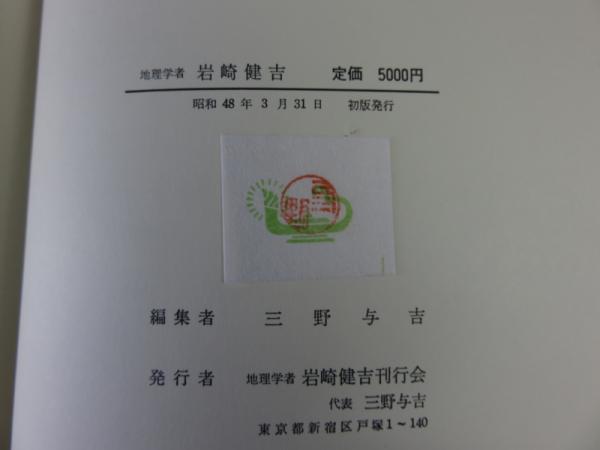 地理学者 岩崎健吉 定価 5000円
昭和 48 年 3 月 31 日 初版発行
三野
編集者 三野与吉
発行者 地理学者 岩崎健吉刊行会
代表 三野与吉
東京都新宿区戸塚1～140